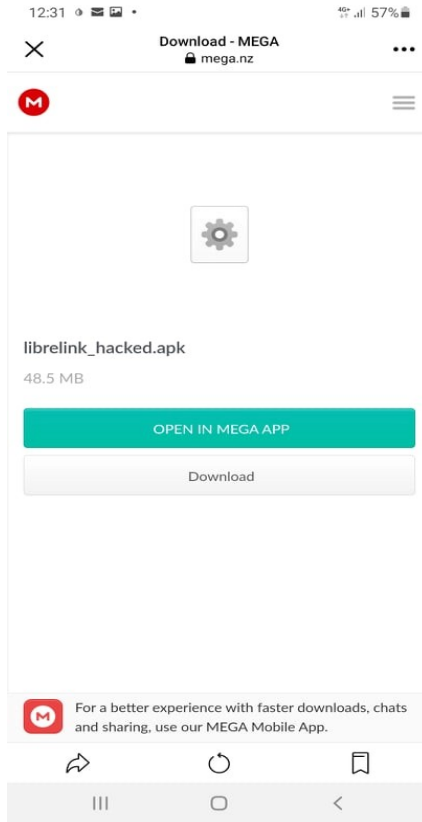 12:31
4G+ 57%
Download - MEGA
mega.nz
M
librelink_hacked.apk
48.5 MB
OPEN IN MEGA APP
Download
For a better experience with faster downloads, chats
and sharing, use our MEGA Mobile App.
M